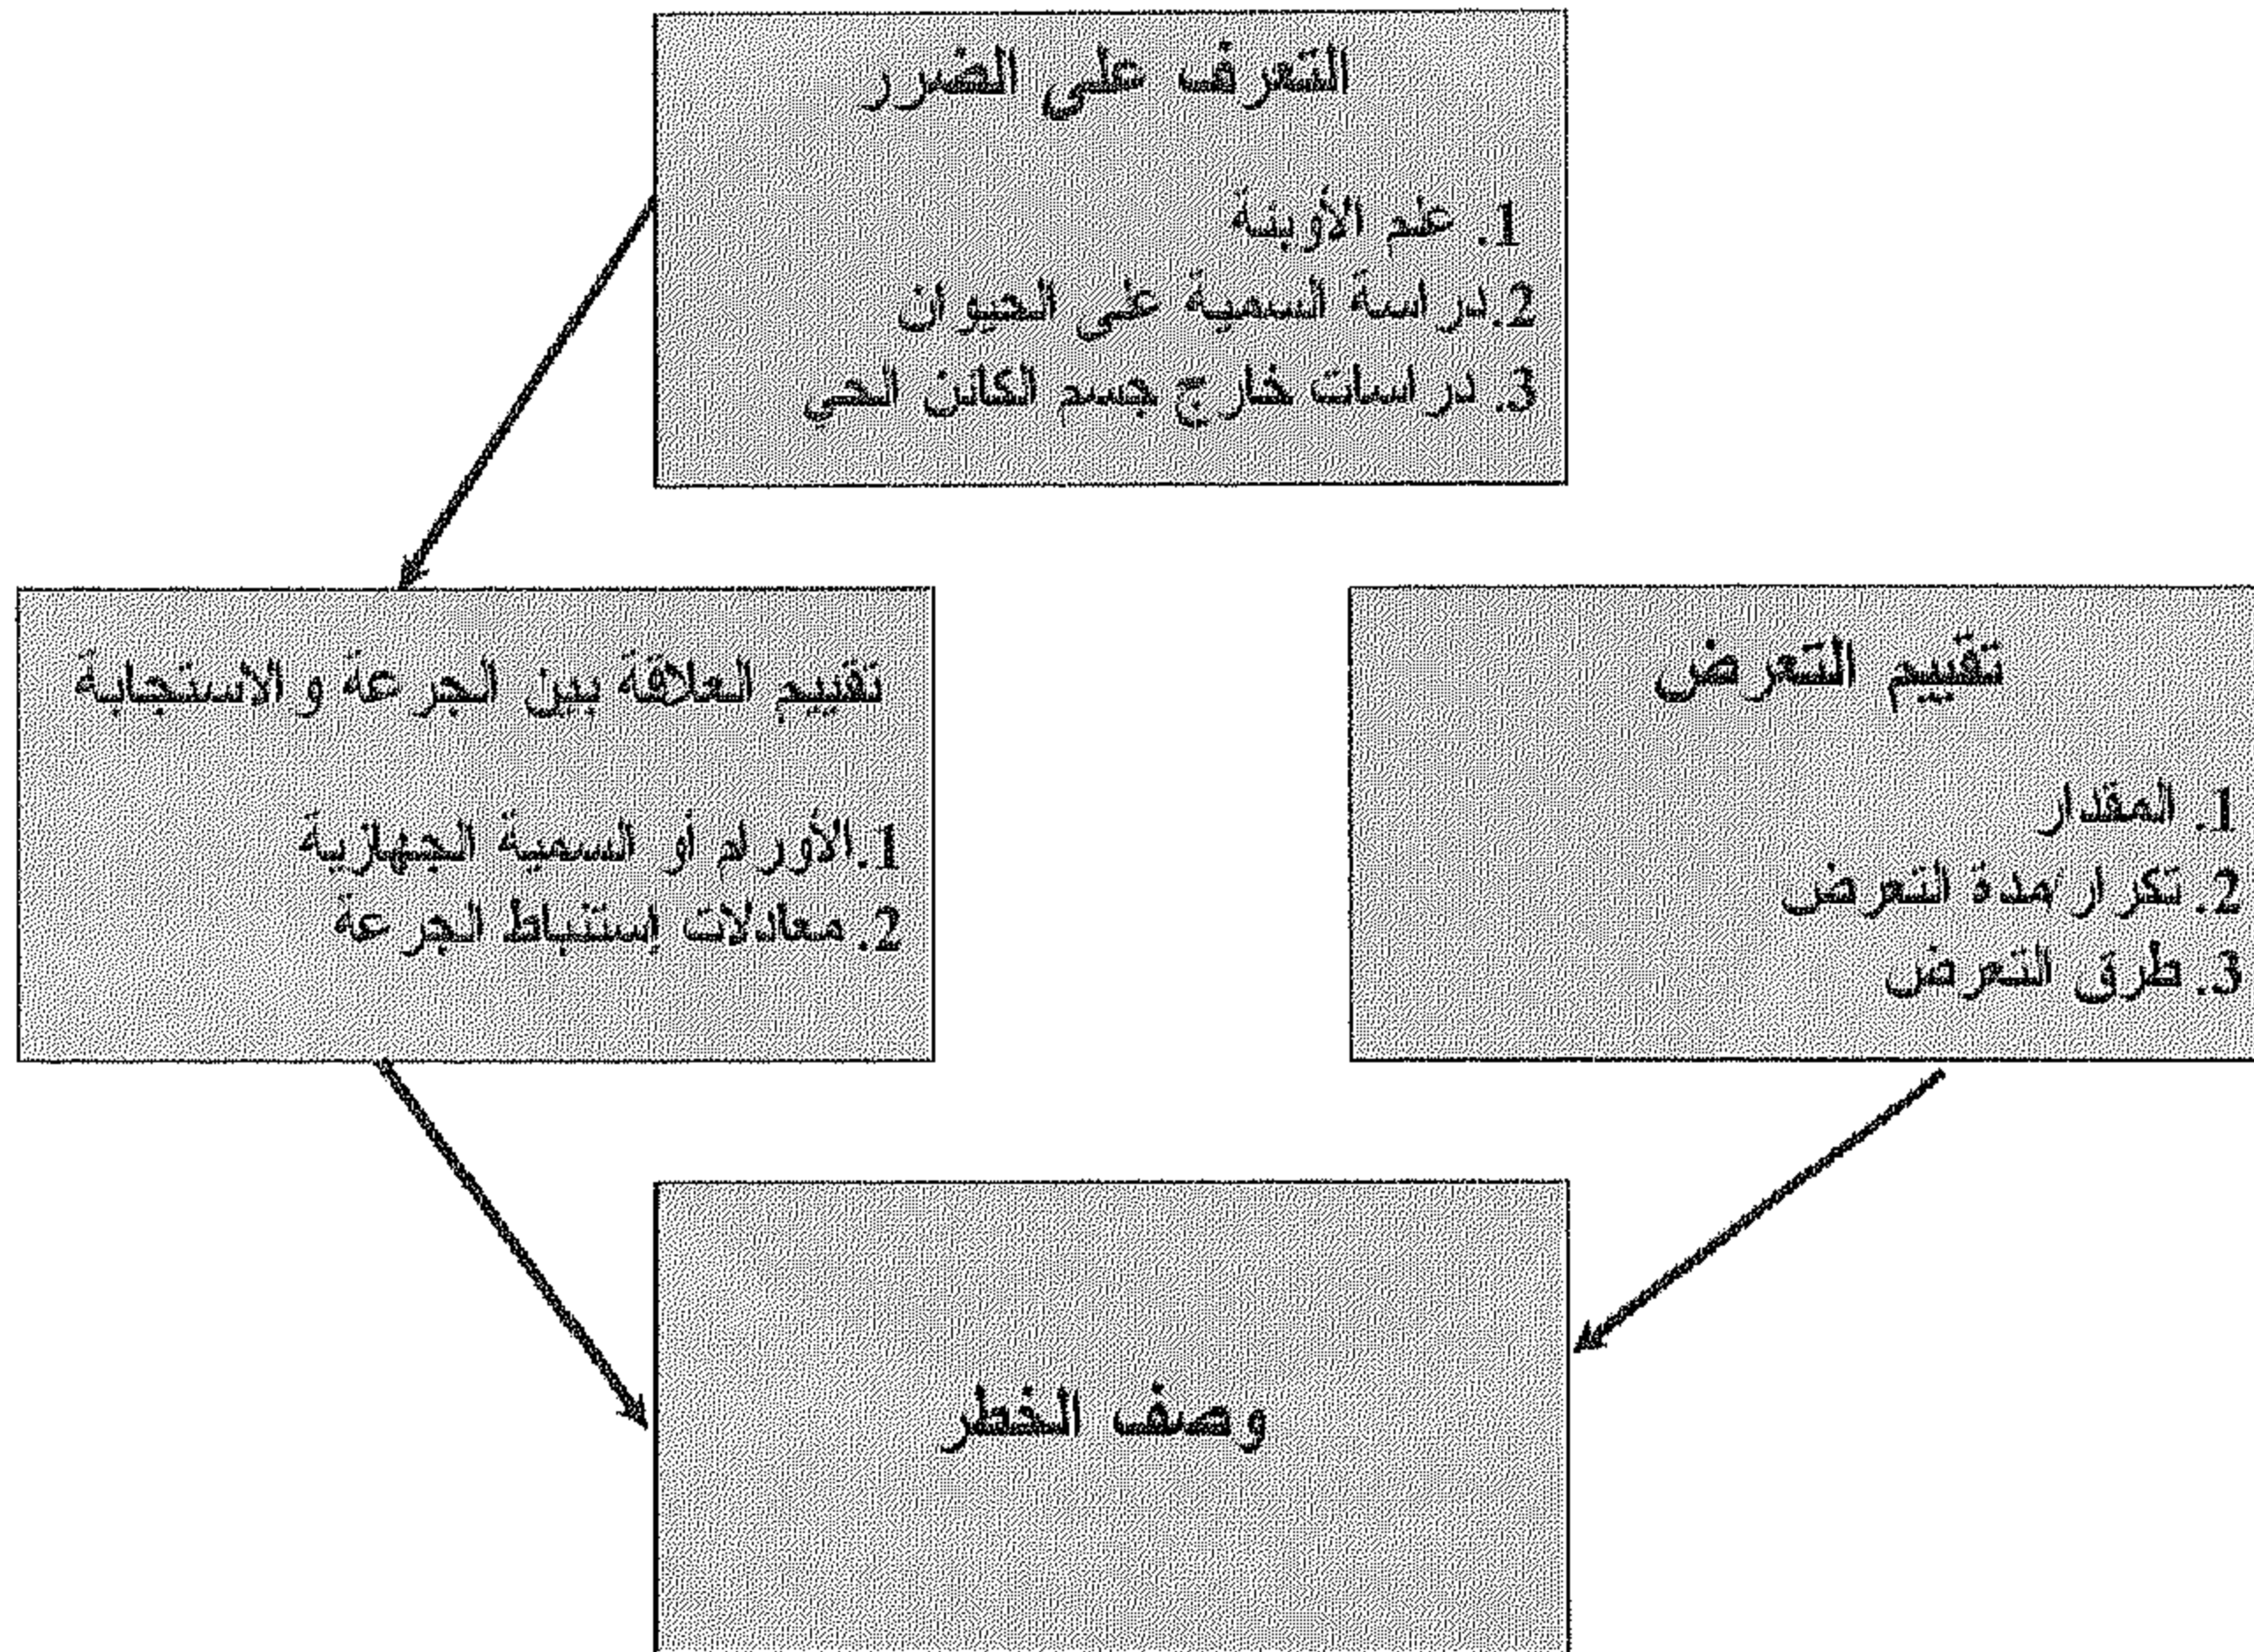 التعرف على الضرر
1. علم الأوبئة
2. دراسة السمية على الحيوان
3. دراسات خارج جسم الكائن الحي
تقييم التعرض
1. المقدار
2. تكرار/مدة التعرض
3. طرق التعرض
تقييم العلاقة بين الجرعة والاستجابة
1. الأورام أو السمية الجهازية
2. معادلات إستنباط الجرعة
وصف الخطر